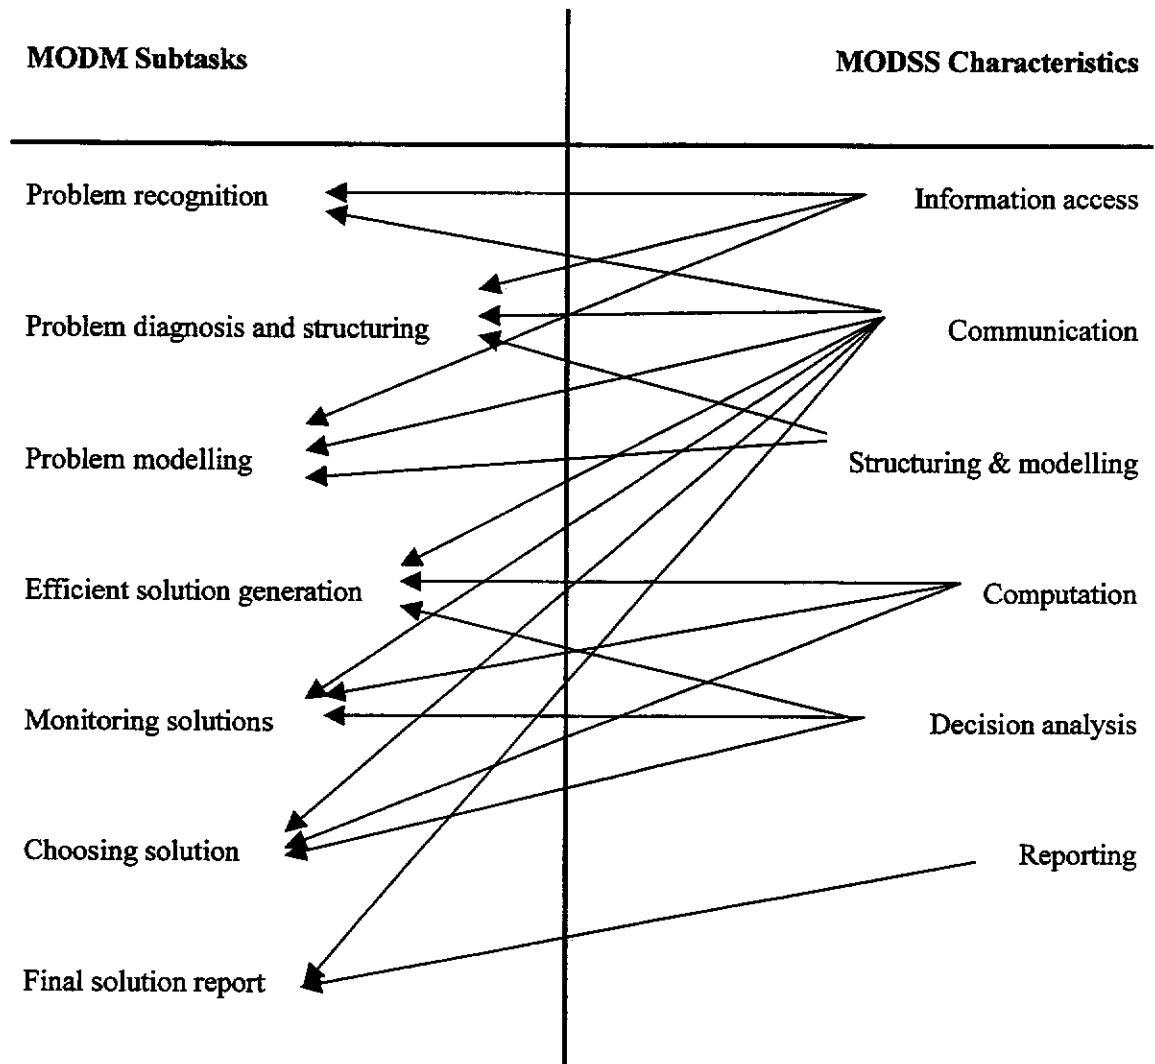 MODM Subtasks
MODSS Characteristics
Problem recognition
Information access
Problem diagnosis and structuring
Communication
Problem modelling
Structuring & modelling
Efficient solution generation
Computation
Monitoring solutions
Decision analysis
Choosing solution
Reporting
Final solution report